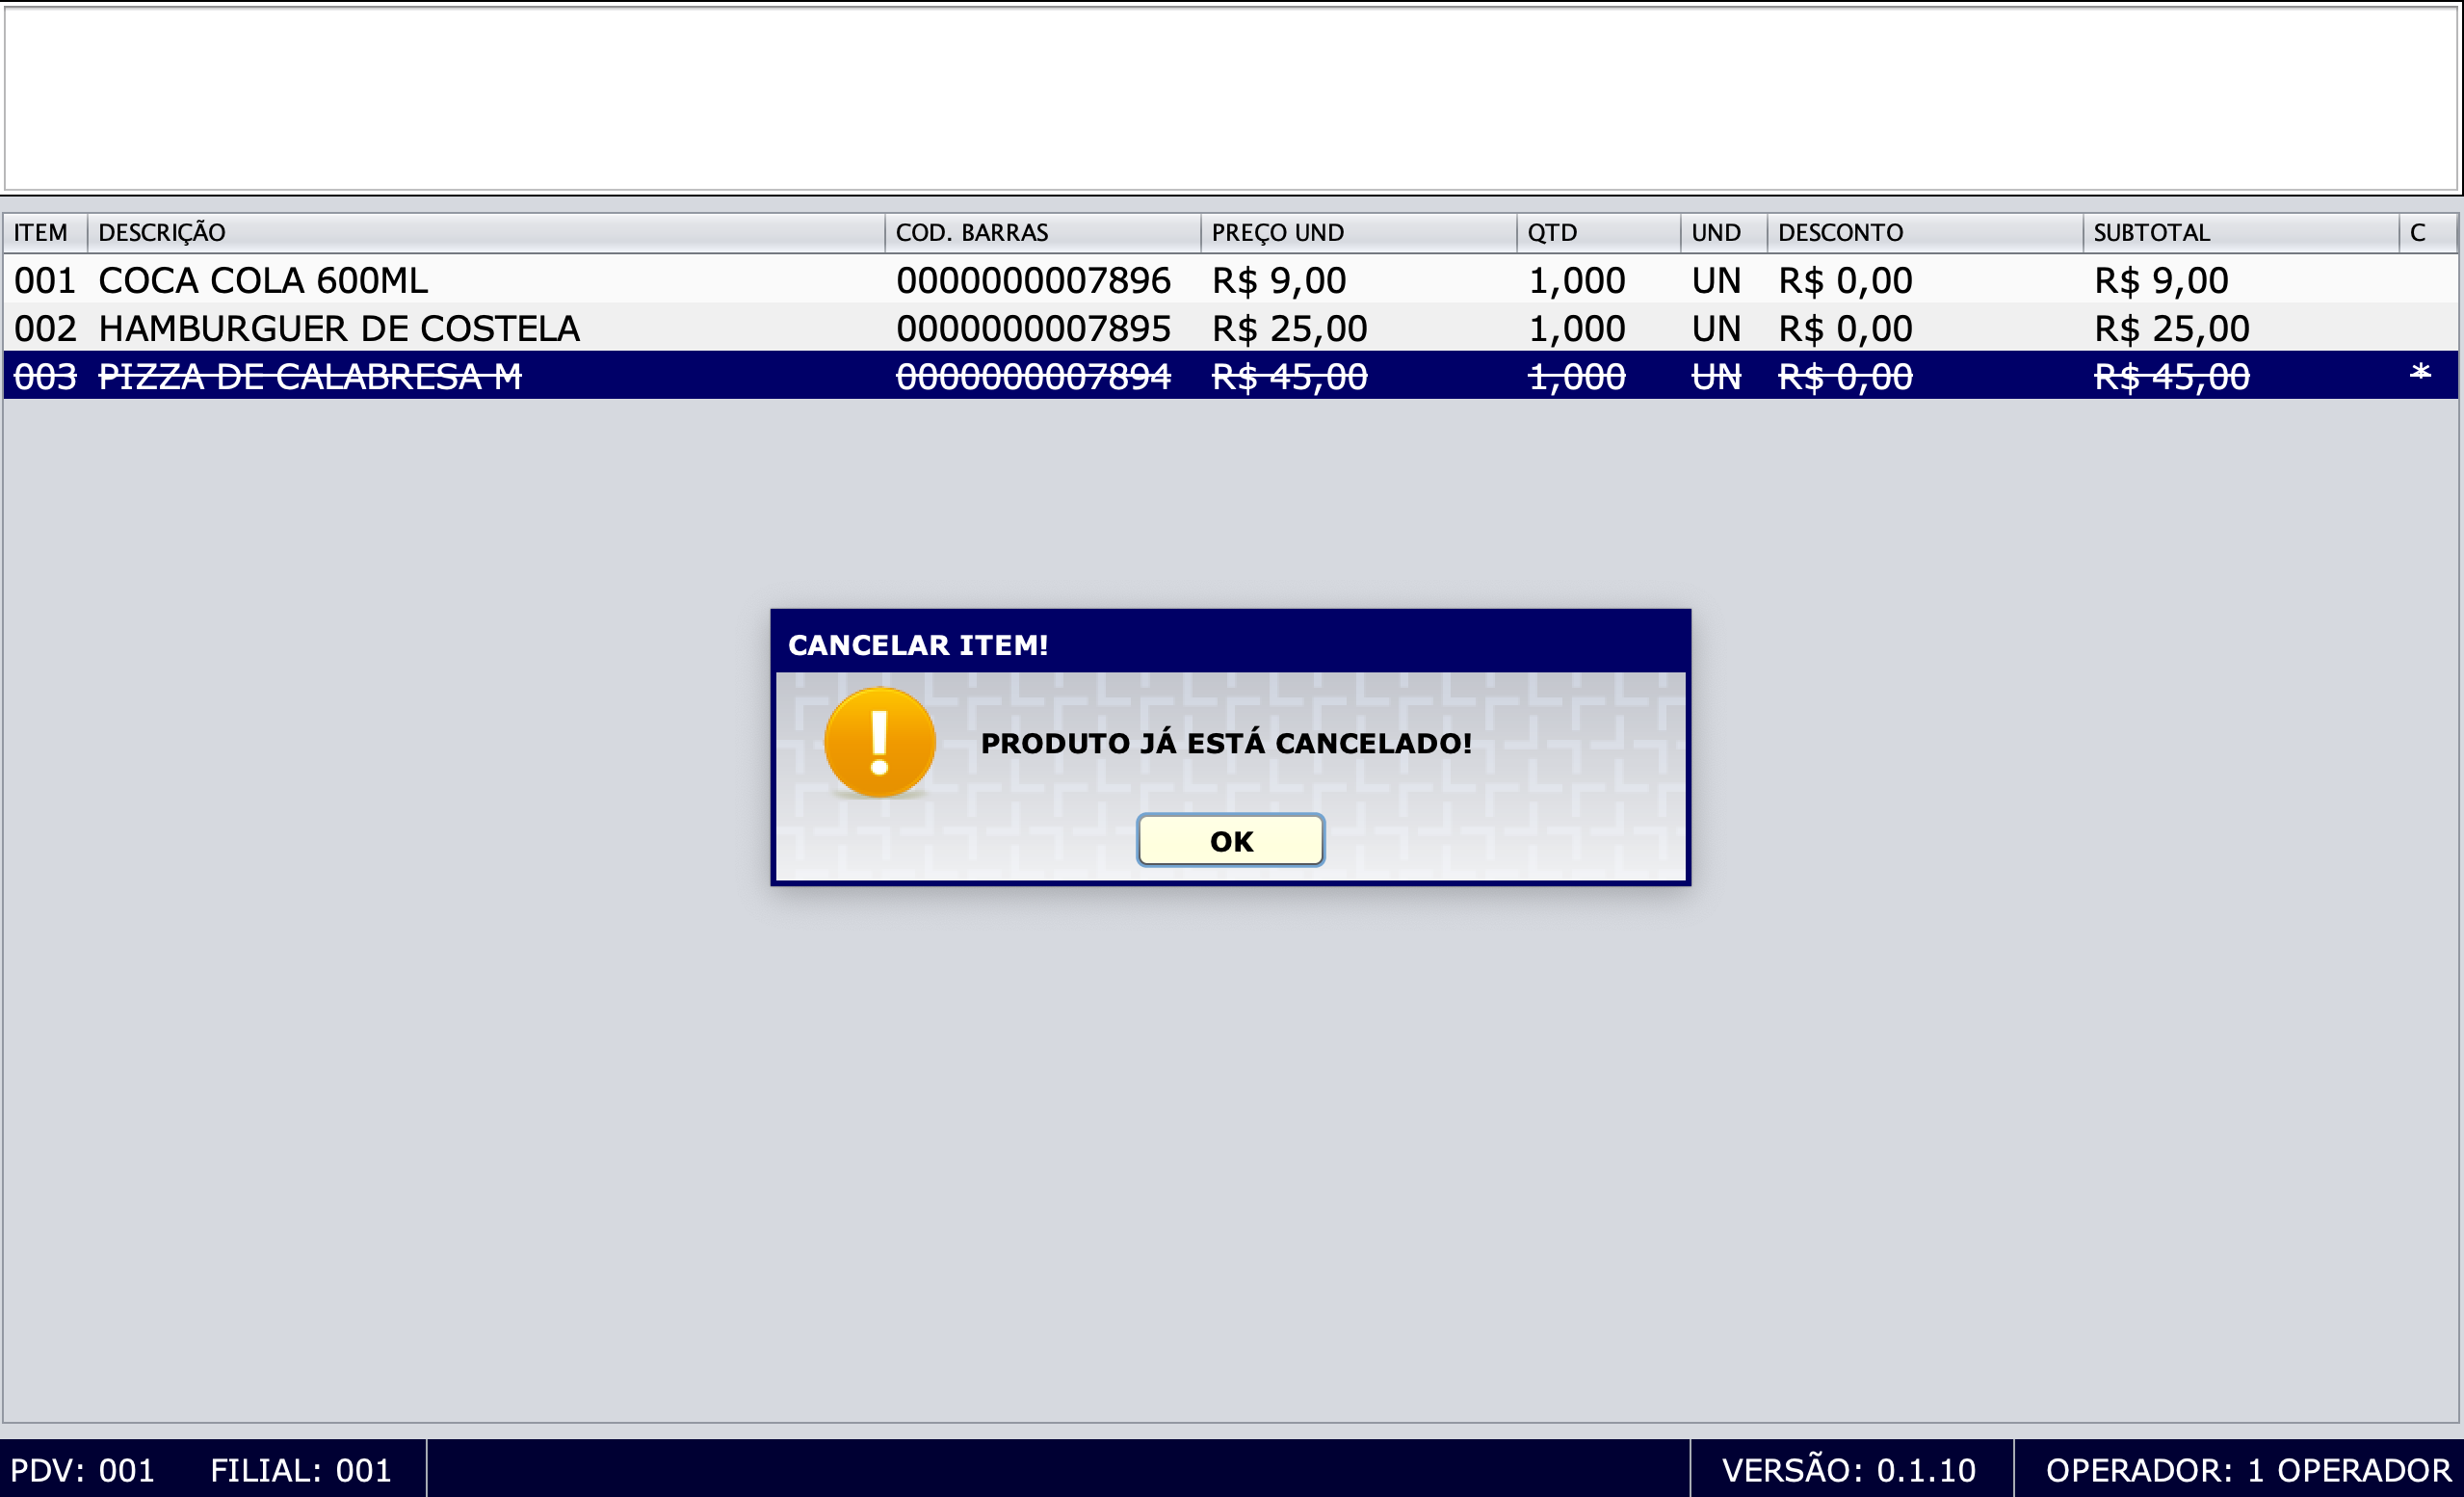 ITEM DESCRIÇÃO COD. BARRAS PREÇO UND QTD UND DESCONTO SUBTOTAL C
001 COCA COLA 600ML 0000000007896 R$ 9,00 1,000 UN R$ 0,00 R$ 9,00
002 HAMBURGUER DE COSTELA 0000000007895 R$ 25,00 1,000 UN R$ 0,00 R$ 25,00
003 PIZZA DE CALABRESA M 0000000007894 R$ 45,00 1,000 UN R$ 0,00 R$ 45,00 *
CANCELAR ITEM!
PRODUTO JÁ ESTÁ CANCELADO!
OK
PDV: 001 FILIAL: 001 VERSÃO: 0.1.10 OPERADOR: 1 OPERADOR